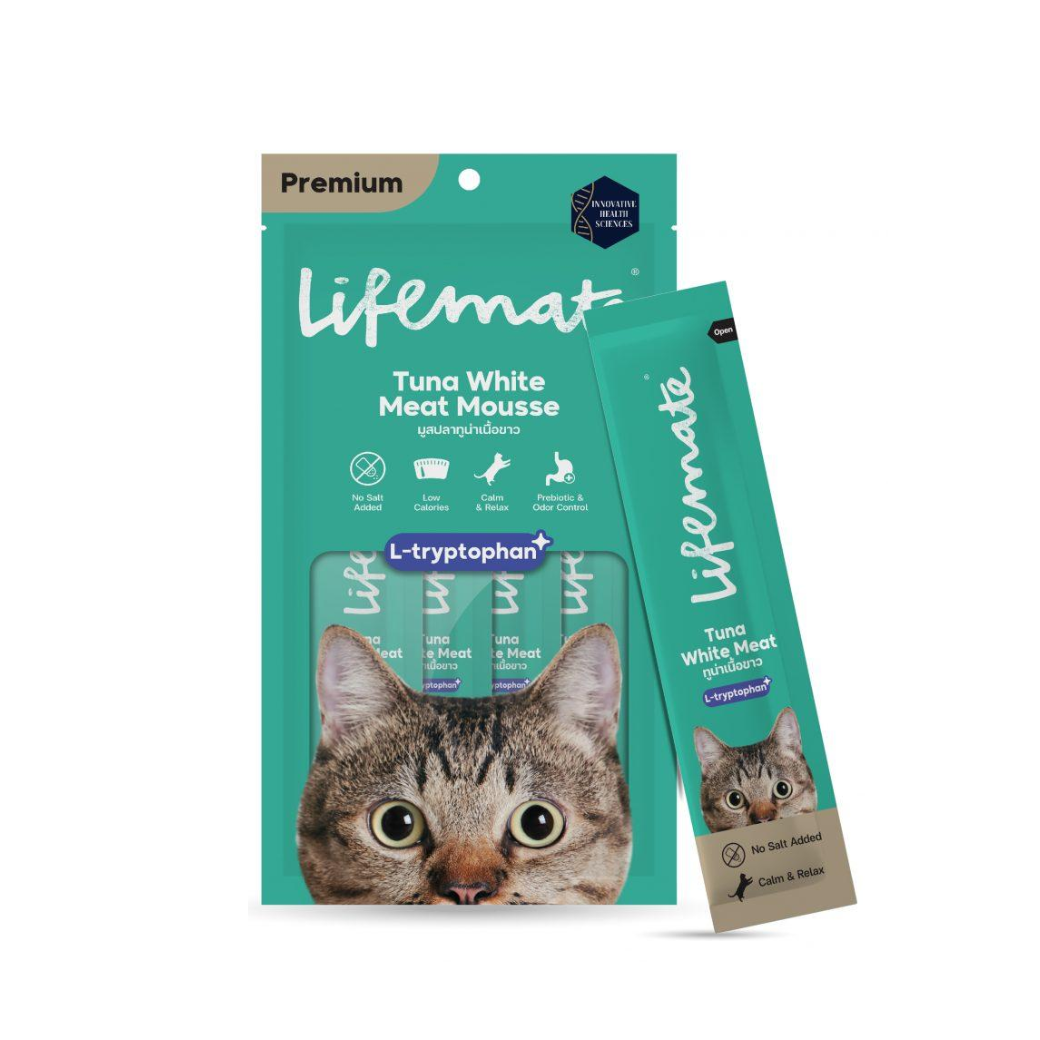 Premium
INNOVATIVE
HEALTH
SCIENCES
Lifemate®
Tuna White
Meat Mousse
มูสปลาทูน่าเนื้อขาว
No Salt
Added
Low
Calories
Calm
& Relax
Prebiotic &
Odor Control
L-tryptophan
Open
Lifemate®
Tuna
White Meat
ทูน่าเนื้อขาว
L-tryptophan
No Salt Added
Calm & Relax